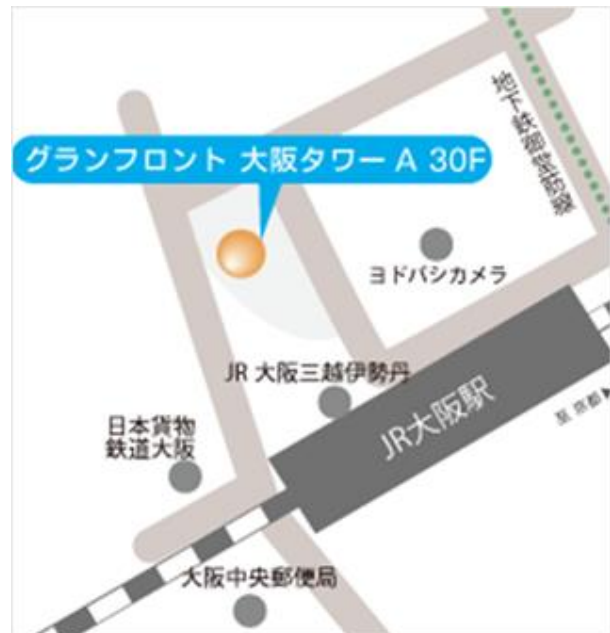 地下鉄御堂筋線
グランフロント 大阪タワー A 30F
ヨドバシカメラ
JR 大阪三越伊勢丹
JR大阪駅
至 京都▶
日本貨物
鉄道大阪
大阪中央郵便局